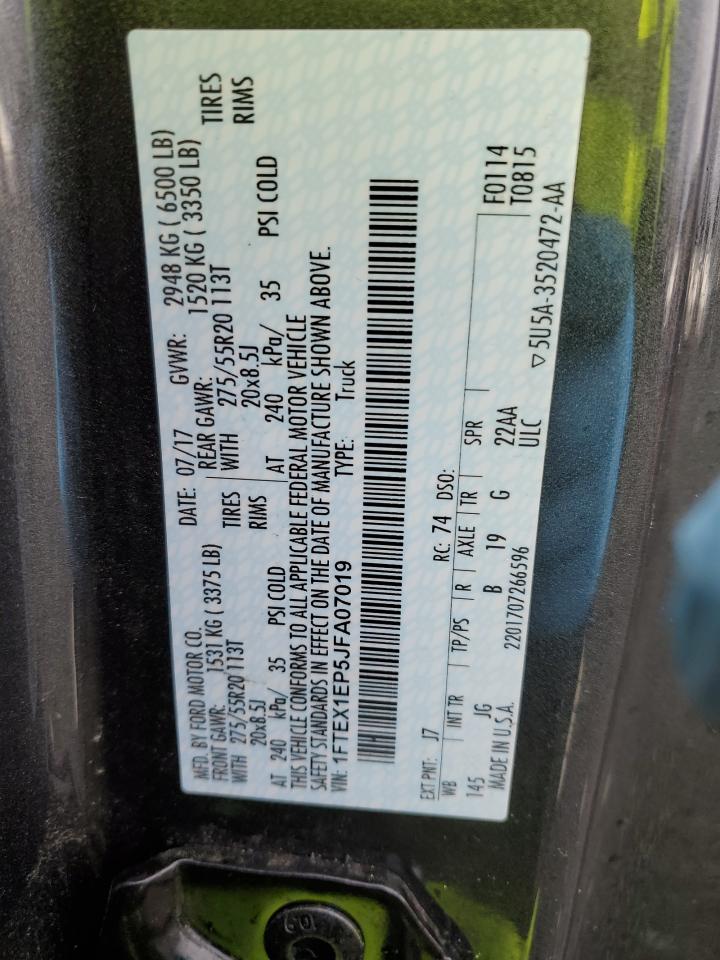 MFD. BY FORD MOTOR CO. DATE: 07/17 GVWR: 2948 KG ( 6500 LB)
FRONT GAWR: 1531 KG ( 3375 LB) REAR GAWR: 1520 KG ( 3350 LB)
WITH 275/55R20 113T TIRES WITH 275/55R20 113T TIRES
20x8.5J RIMS 20x8.5J RIMS
AT 240 kPa/ 35 PSI COLD AT 240 kPa/ 35 PSI COLD
THIS VEHICLE CONFORMS TO ALL APPLICABLE FEDERAL MOTOR VEHICLE
SAFETY STANDARDS IN EFFECT ON THE DATE OF MANUFACTURE SHOWN ABOVE.
VIN: 1FTEX1EP5JFA07019 TYPE: Truck
EXT PNT: J7 RC: 74 DSO: F0114
WB INT TR TP/PS R AXLE TR SPR T0815
145 JG B 19 G 22AA
MADE IN U.S.A. 2201707266596 ULC
▽5U5A-3520472-AA
60